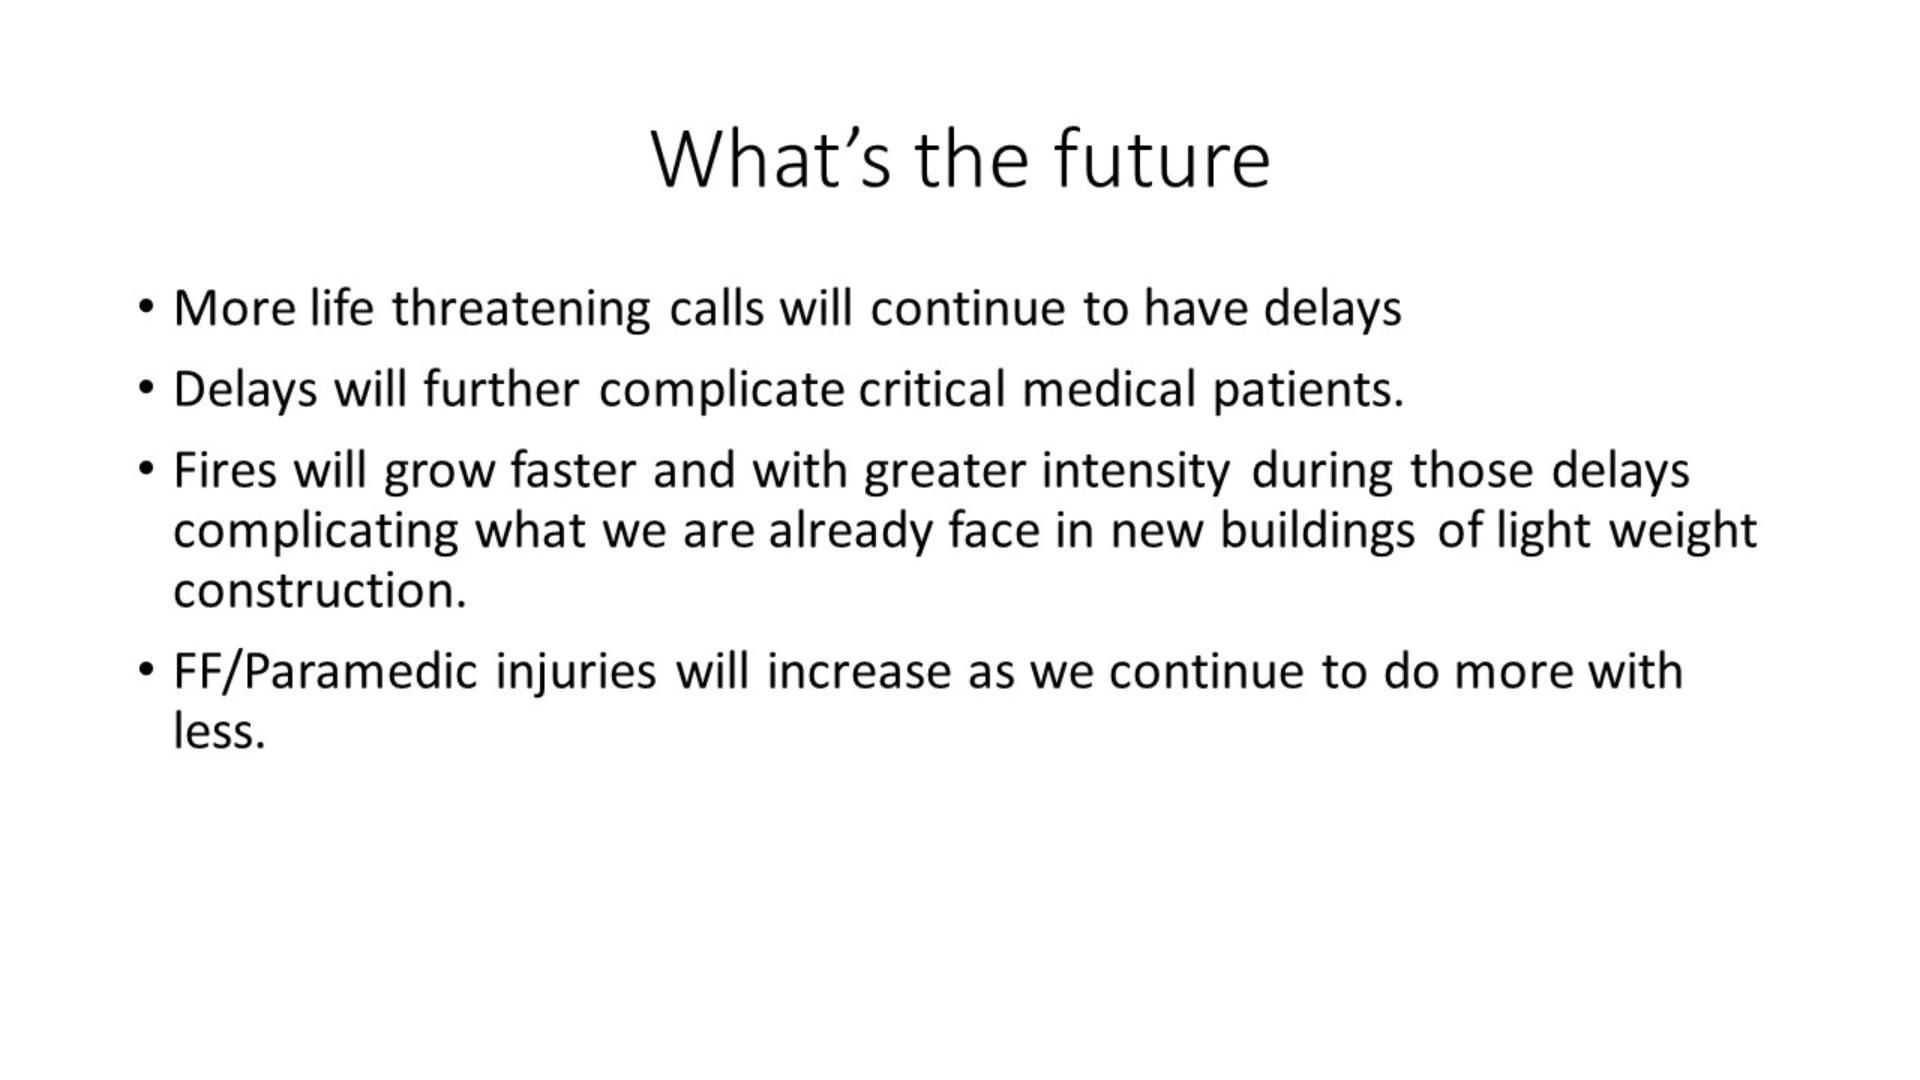 What’s the future
• More life threatening calls will continue to have delays
• Delays will further complicate critical medical patients.
• Fires will grow faster and with greater intensity during those delays
complicating what we are already face in new buildings of light weight
construction.
• FF/Paramedic injuries will increase as we continue to do more with
less.